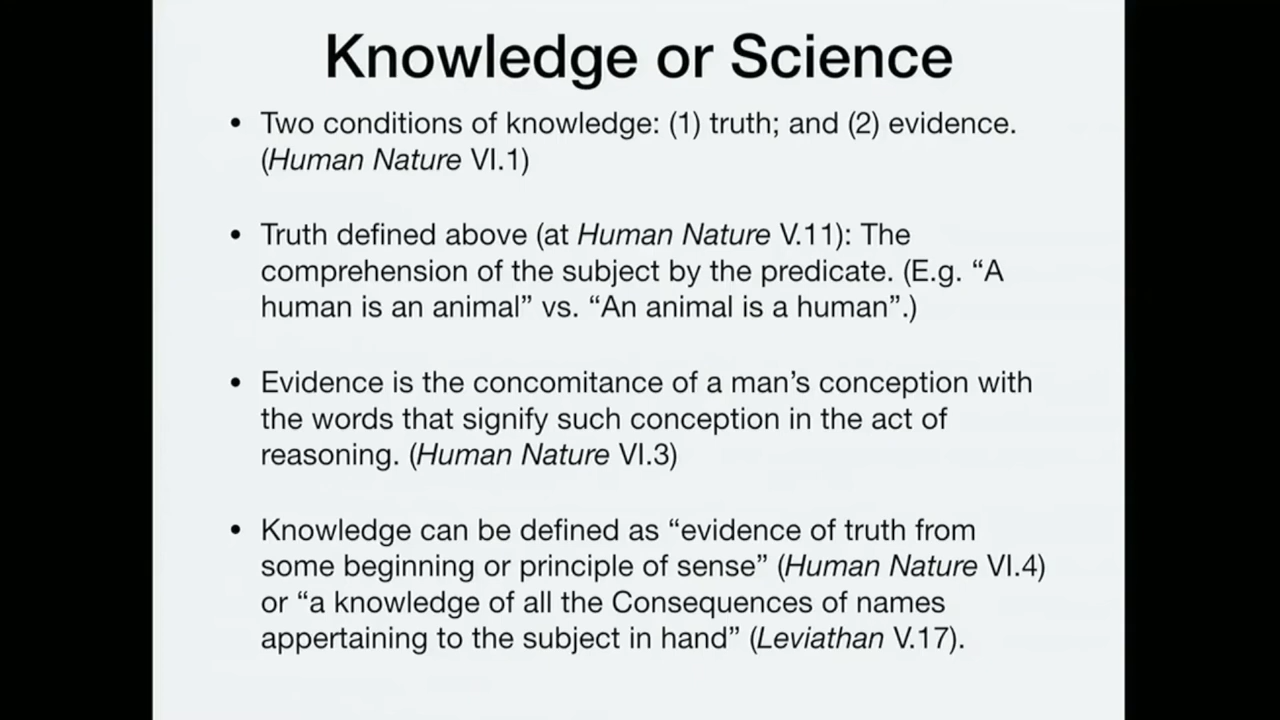 Knowledge or Science
• Two conditions of knowledge: (1) truth; and (2) evidence.
(Human Nature VI.1)
• Truth defined above (at Human Nature V.11): The
comprehension of the subject by the predicate. (E.g. “A
human is an animal” vs. “An animal is a human”.)
• Evidence is the concomitance of a man’s conception with
the words that signify such conception in the act of
reasoning. (Human Nature VI.3)
• Knowledge can be defined as “evidence of truth from
some beginning or principle of sense” (Human Nature VI.4)
or “a knowledge of all the Consequences of names
appertaining to the subject in hand” (Leviathan V.17).